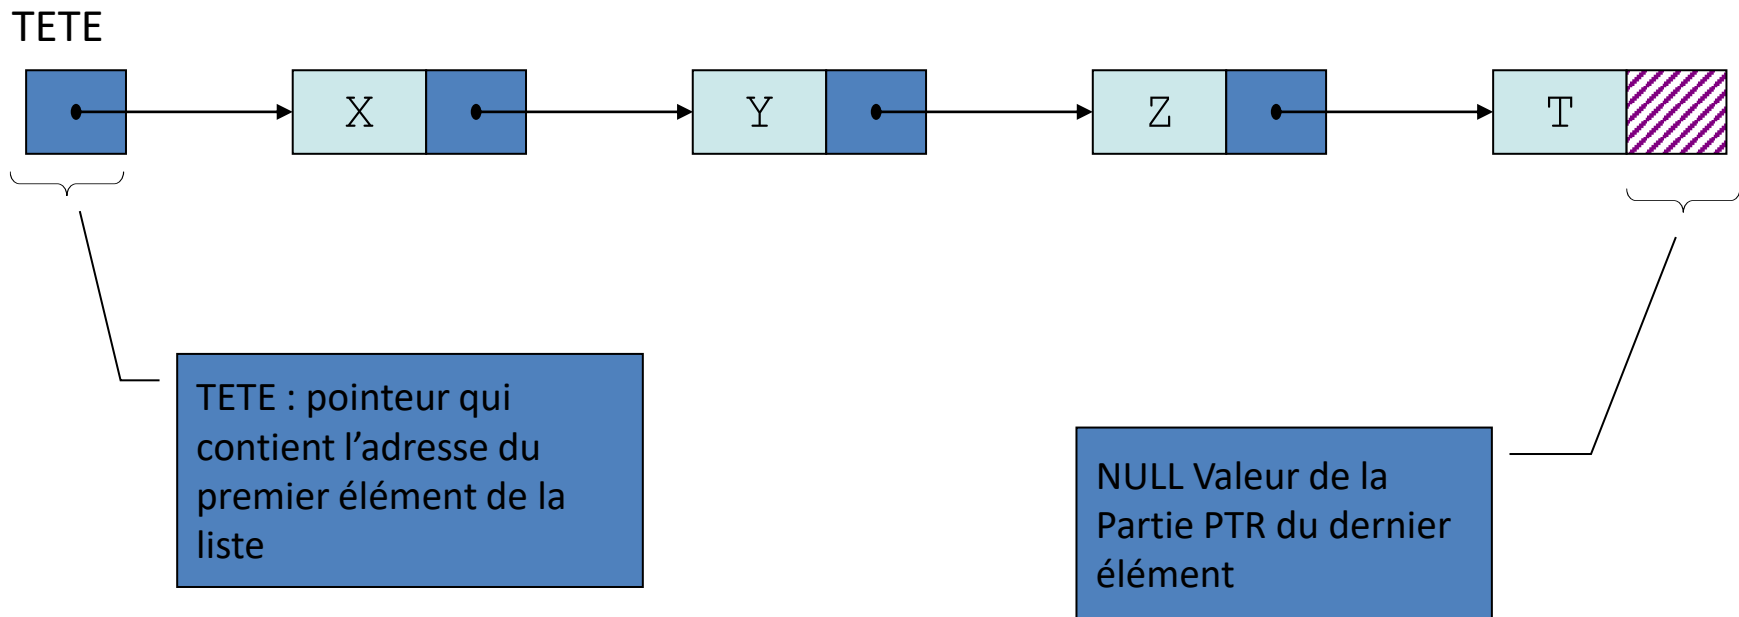 TETE
X Y Z T
TETE : pointeur qui
contient l’adresse du
premier élément de la
liste
NULL Valeur de la
Partie PTR du dernier
élément